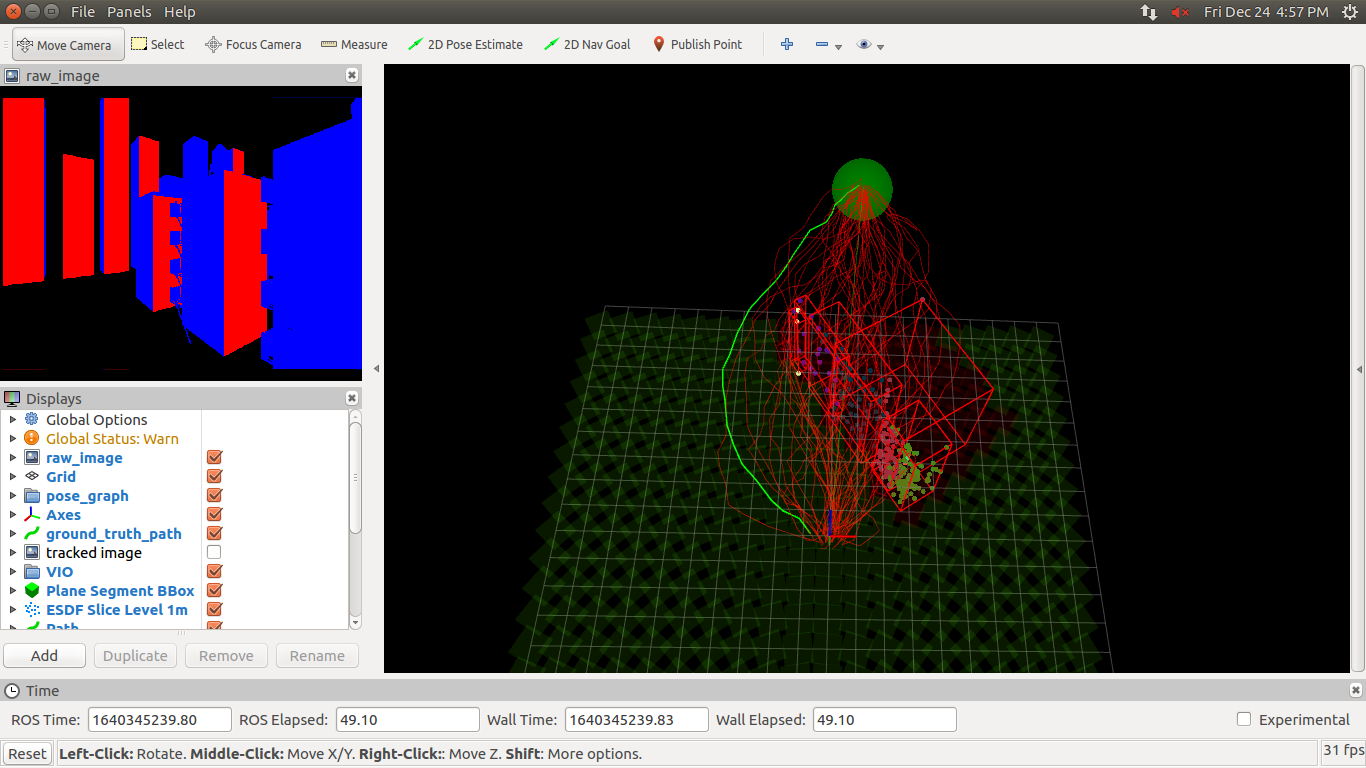 File Panels Help Fri Dec 24 4:57 PM
Move Camera Select Focus Camera Measure 2D Pose Estimate 2D Nav Goal Publish Point
raw_image
Displays
Global Options
Global Status: Warn
raw_image
Grid
pose_graph
Axes
ground_truth_path
tracked image
VIO
Plane Segment BBox
ESDF Slice Level 1m
Path
Add Duplicate Remove Rename
Time
ROS Time: 1640345239.80 ROS Elapsed: 49.10 Wall Time: 1640345239.83 Wall Elapsed: 49.10 Experimental
Reset Left-Click: Rotate. Middle-Click: Move X/Y. Right-Click:: Move Z. Shift: More options. 31 fps